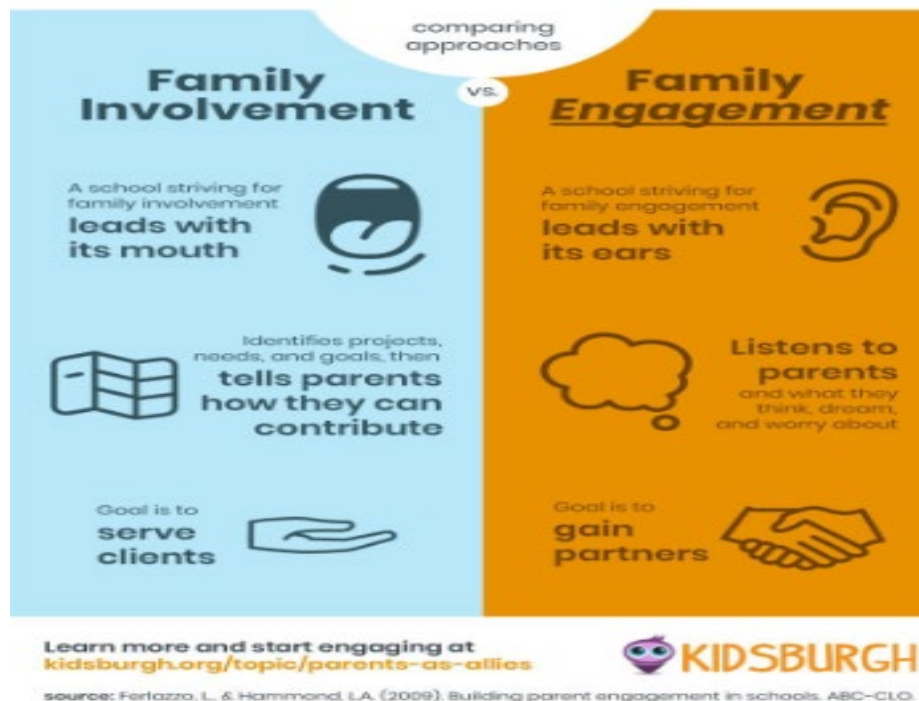 comparing
approaches
Family
Involvement
vs.
Family
Engagement
A school striving for
family involvement
leads with
its mouth
A school striving for
family engagement
leads with
its ears
Identifies projects,
needs, and goals, then
tells parents
how they can
contribute
Listens to
parents
and what they
think, dream,
and worry about
Goal is to
serve
clients
Goal is to
gain
partners
Learn more and start engaging at
kidsburgh.org/topic/parents-as-allies
KIDSBURGH
source: Ferlazzo, L. & Hammond, L.A. (2009). Building parent engagement in schools. ABC-CLO.